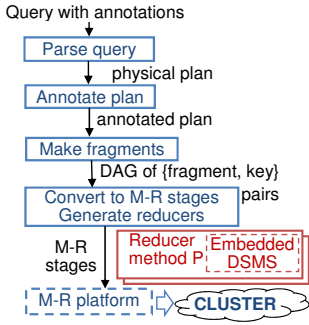 Query with annotations
Parse query
physical plan
Annotate plan
annotated plan
Make fragments
DAG of {fragment, key}
pairs
Convert to M-R stages
Generate reducers
M-R
stages
Reducer
method P
Embedded
DSMS
M-R platform
CLUSTER